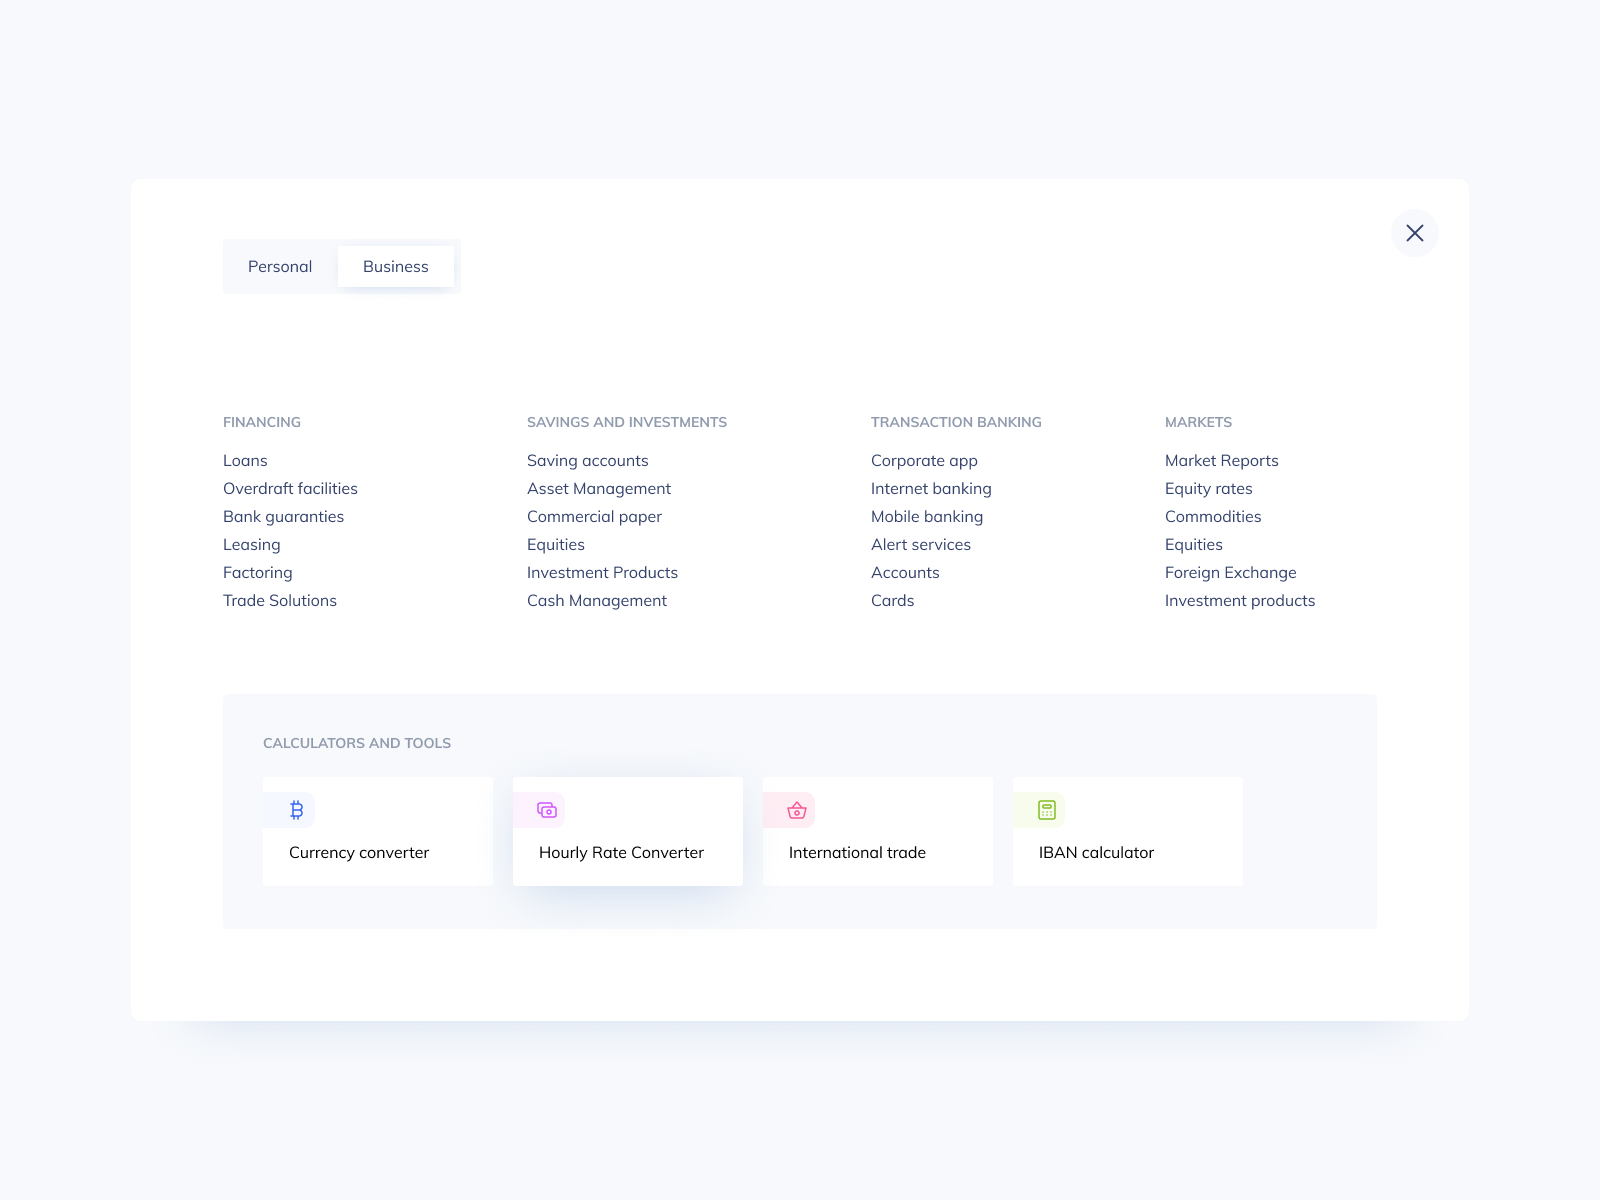 Personal
Business
FINANCING
Loans
Overdraft facilities
Bank guaranties
Leasing
Factoring
Trade Solutions
SAVINGS AND INVESTMENTS
Saving accounts
Asset Management
Commercial paper
Equities
Investment Products
Cash Management
TRANSACTION BANKING
Corporate app
Internet banking
Mobile banking
Alert services
Accounts
Cards
MARKETS
Market Reports
Equity rates
Commodities
Equities
Foreign Exchange
Investment products
CALCULATORS AND TOOLS
Currency converter
Hourly Rate Converter
International trade
IBAN calculator